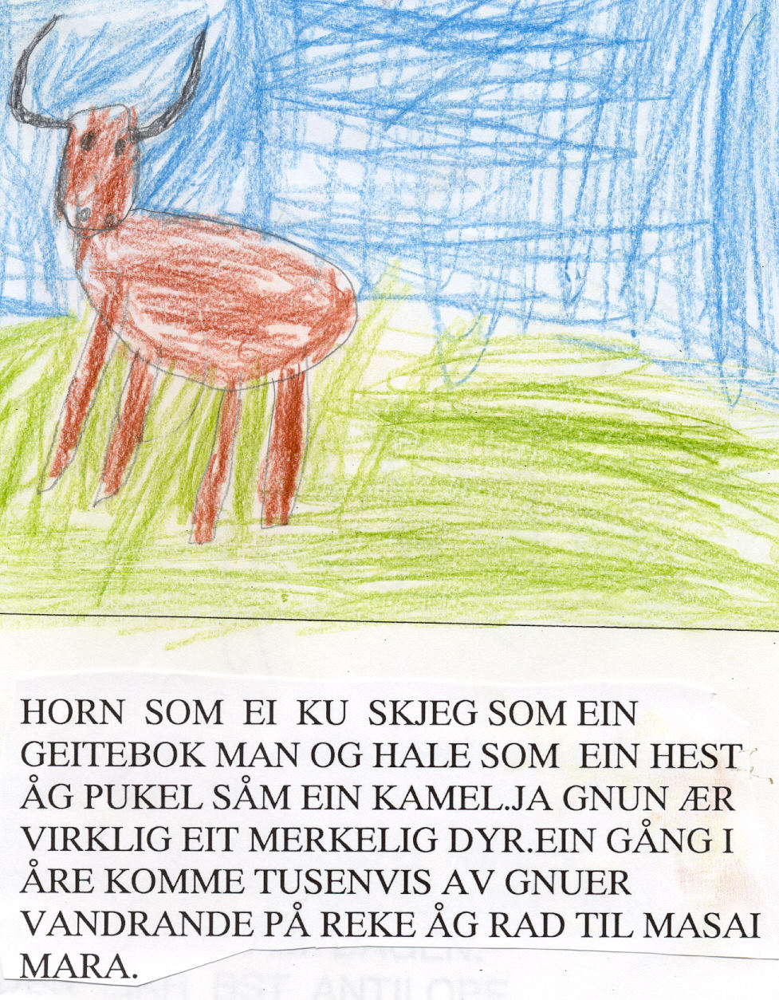 HORN SOM EI KU SKJEG SOM EIN
GEITEBOK MAN OG HALE SOM EIN HEST
ÅG PUKEL SÅM EIN KAMEL.JA GNUN ÆR
VIRKLIG EIT MERKELIG DYR.EIN GÅNG I
ÅRE KOMME TUSENVIS AV GNUER
VANDRANDE PÅ REKE ÅG RAD TIL MASAI
MARA.